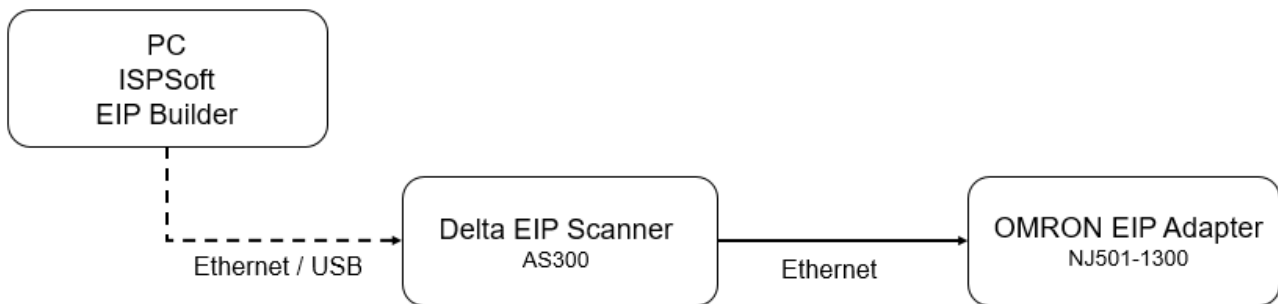 PC
ISPSoft
EIP Builder
Ethernet / USB
Delta EIP Scanner
AS300
Ethernet
OMRON EIP Adapter
NJ501-1300